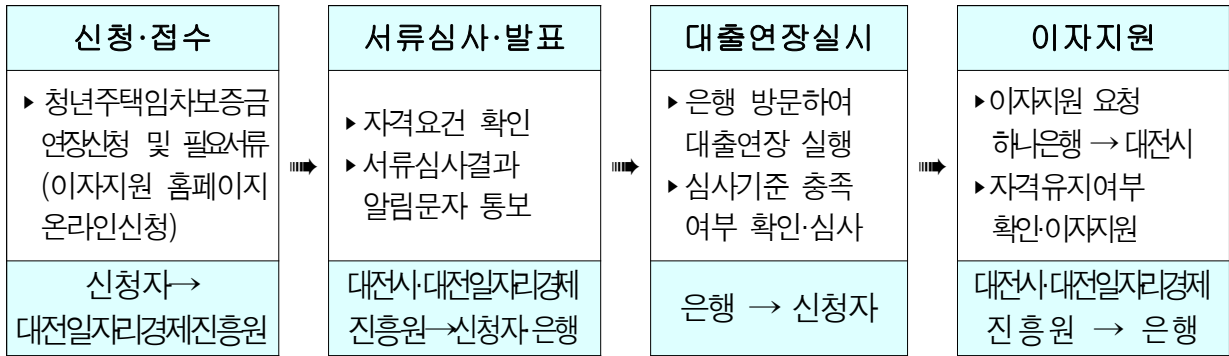 신청·접수
▸ 청년주택임차보증금
연장신청 및 필요서류
(이자지원 홈페이지
온라인신청)
신청자→
대전일자리경제진흥원
➠
서류심사·발표
▸자격요건 확인
▸서류심사결과
알림문자 통보
대전시·대전일자리경제
진흥원→신청자·은행
➠
대출연장실시
▸은행 방문하여
대출연장 실행
▸심사기준 충족
여부 확인·심사
은행 → 신청자
➠
이자지원
▸이자지원 요청
하나은행 → 대전시
▸자격유지여부
확인·이자지원
대전시·대전일자리경제
진흥원 → 은행